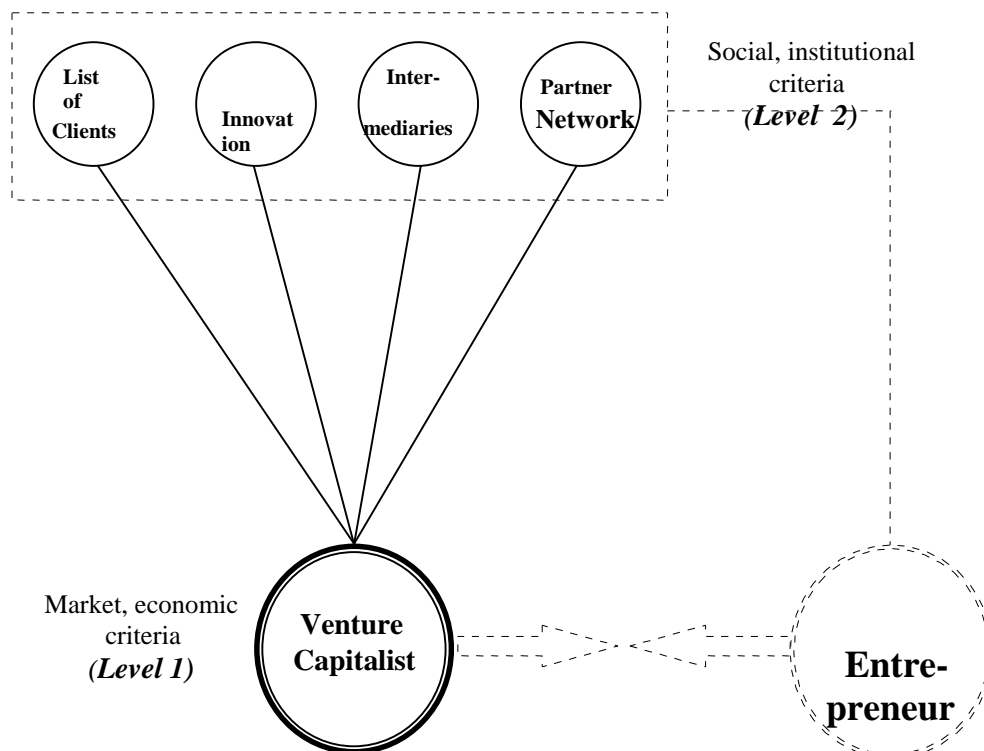 List
of
Clients
Innovat
ion
Inter-
mediaries
Partner
Network
Social, institutional
criteria
(Level 2)
Market, economic
criteria
(Level 1)
Venture
Capitalist
Entre-
preneur